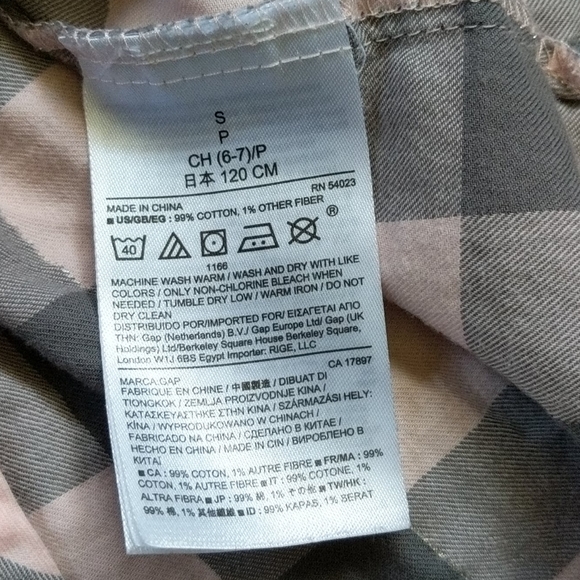 S
P
CH (6-7)/P
日本 120 CM
RN 54023
MADE IN CHINA
■ US/GB/EG : 99% COTTON, 1% OTHER FIBER
40
®
1166
MACHINE WASH WARM / WASH AND DRY WITH LIKE
COLORS / ONLY NON-CHLORINE BLEACH WHEN
NEEDED / TUMBLE DRY LOW / WARM IRON / DO NOT
DRY CLEAN
DISTRIBUÍDO POR/IMPORTED FOR/ ΕΙΣΑΓΕΤΑΙ ΑΠΟ
ΤΗΝ: Gap (Netherlands) B.V./ Gap Europe Ltd/ Gap (UK
Holdings) Ltd/Berkeley Square House Berkeley Square,
London W1J 6BS Egypt Importer: RIGE, LLC
CA 17897
MARCA:GAP
FABRIQUE EN CHINE / 中國製造 / DIBUAT DI
TIONGKOK / ZEMLJA PROIZVODNJE KINA /
ΚΑΤΑΣΚΕΥΑΣΤΗΚΕ ΣΤΗΝ ΚΙΝΑ / SZÁRMAZÁSI HELY:
KÍNA / WYPRODUKOWANO W CHINACH /
FABRICADO NA CHINA / СДЕЛАНО В КИТАЕ /
HECHO EN CHINA / MADE IN CIN / ВИРОБЛЕНО В
КИТАЇ
■ CA : 99% COTON, 1% AUTRE FIBRE ■ FR/MA : 99%
COTON, 1% AUTRE FIBRE ■ IT : 99% COTONE, 1%
ALTRA FIBRA ■ JP : 99% 綿, 1% その他 ■ TW/HK :
99% 棉, 1% 其他纖維 ■ ID : 99% KAPAS, 1% SERAT